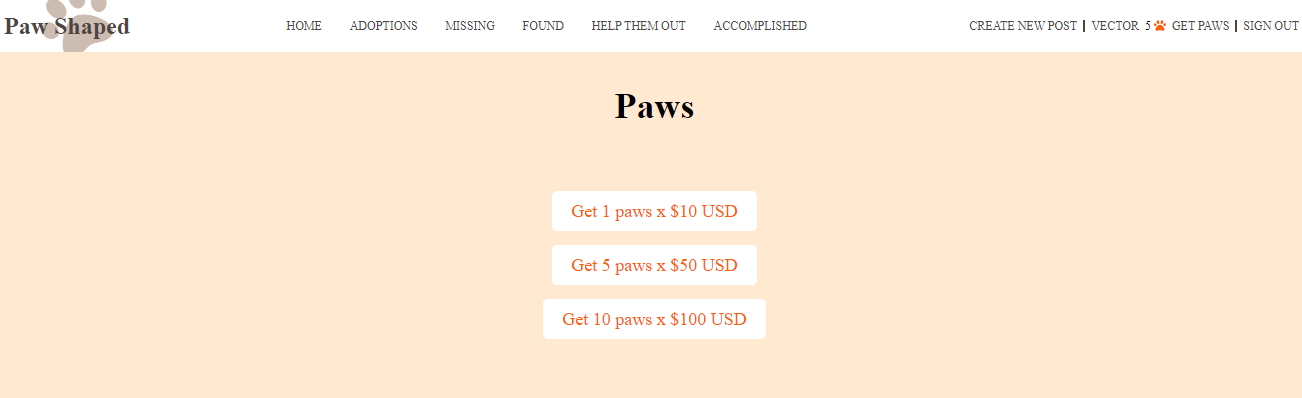 Paw Shaped HOME ADOPTIONS MISSING FOUND HELP THEM OUT ACCOMPLISHED CREATE NEW POST | VECTOR 5 GET PAWS | SIGN OUT
Paws
Get 1 paws x $10 USD
Get 5 paws x $50 USD
Get 10 paws x $100 USD